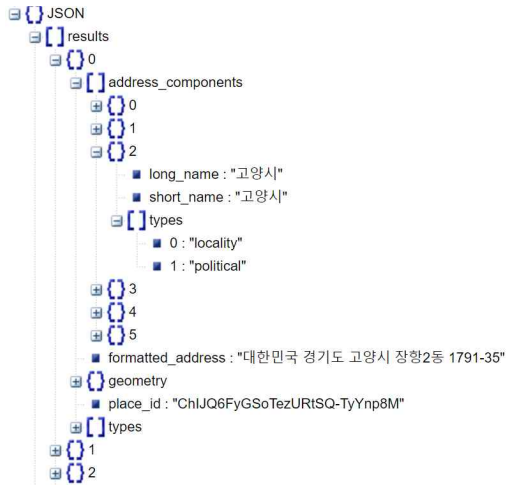 JSON
results
0
address_components
0
1
2
long_name : "고양시"
short_name : "고양시"
types
0 : "locality"
1 : "political"
3
4
5
formatted_address : "대한민국 경기도 고양시 장항2동 1791-35"
geometry
place_id : "ChIJQ6FyGSoTezURtSQ-TyYnp8M"
types
1
2